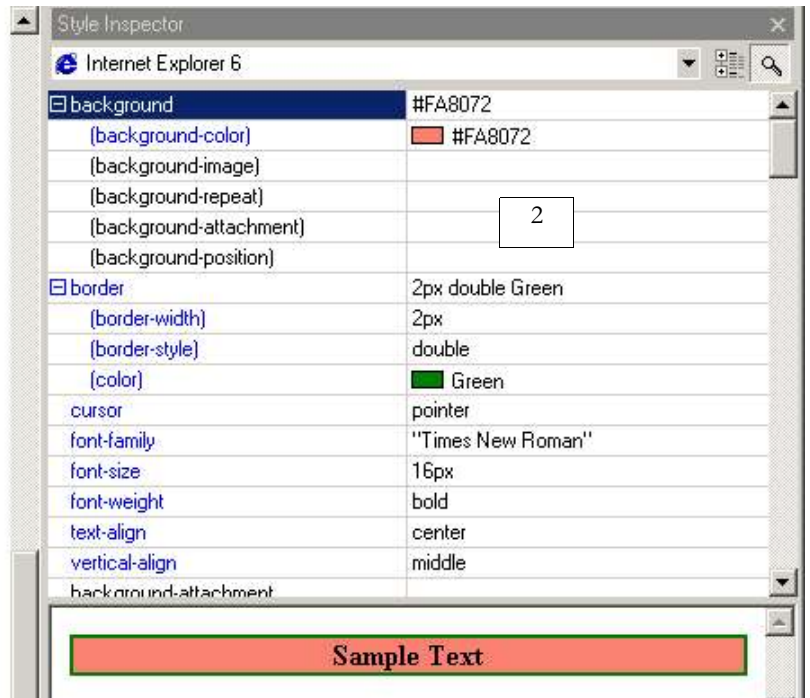 Style Inspector
Internet Explorer 6
background #FA8072
(background-color) #FA8072
(background-image)
(background-repeat)
(background-attachment)
2
(background-position)
border 2px double Green
(border-width) 2px
(border-style) double
(color) Green
cursor pointer
font-family "Times New Roman"
font-size 16px
font-weight bold
text-align center
vertical-align middle
background-attachment
Sample Text